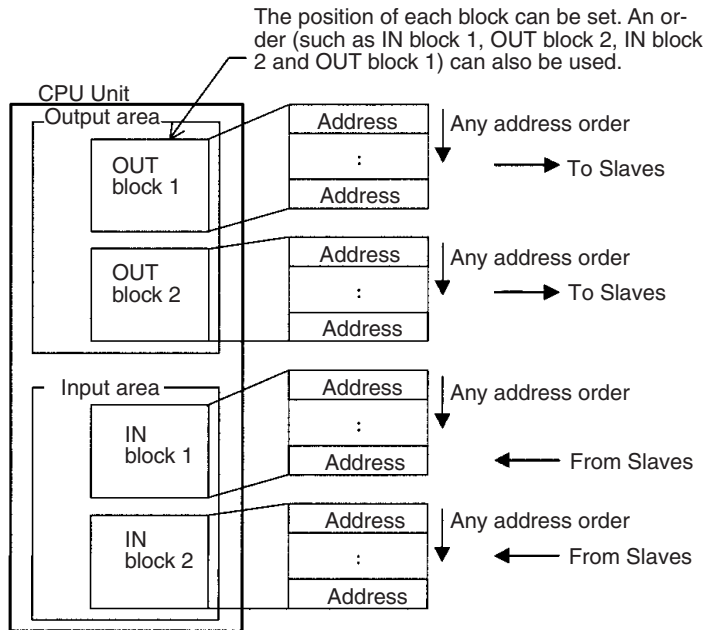 The position of each block can be set. An or-
der (such as IN block 1, OUT block 2, IN block
2 and OUT block 1) can also be used.
CPU Unit
Output area
OUT
block 1
Address
:
Address
Any address order
To Slaves
OUT
block 2
Address
:
Address
Any address order
To Slaves
Input area
IN
block 1
Address
:
Address
Any address order
From Slaves
IN
block 2
Address
:
Address
Any address order
From Slaves